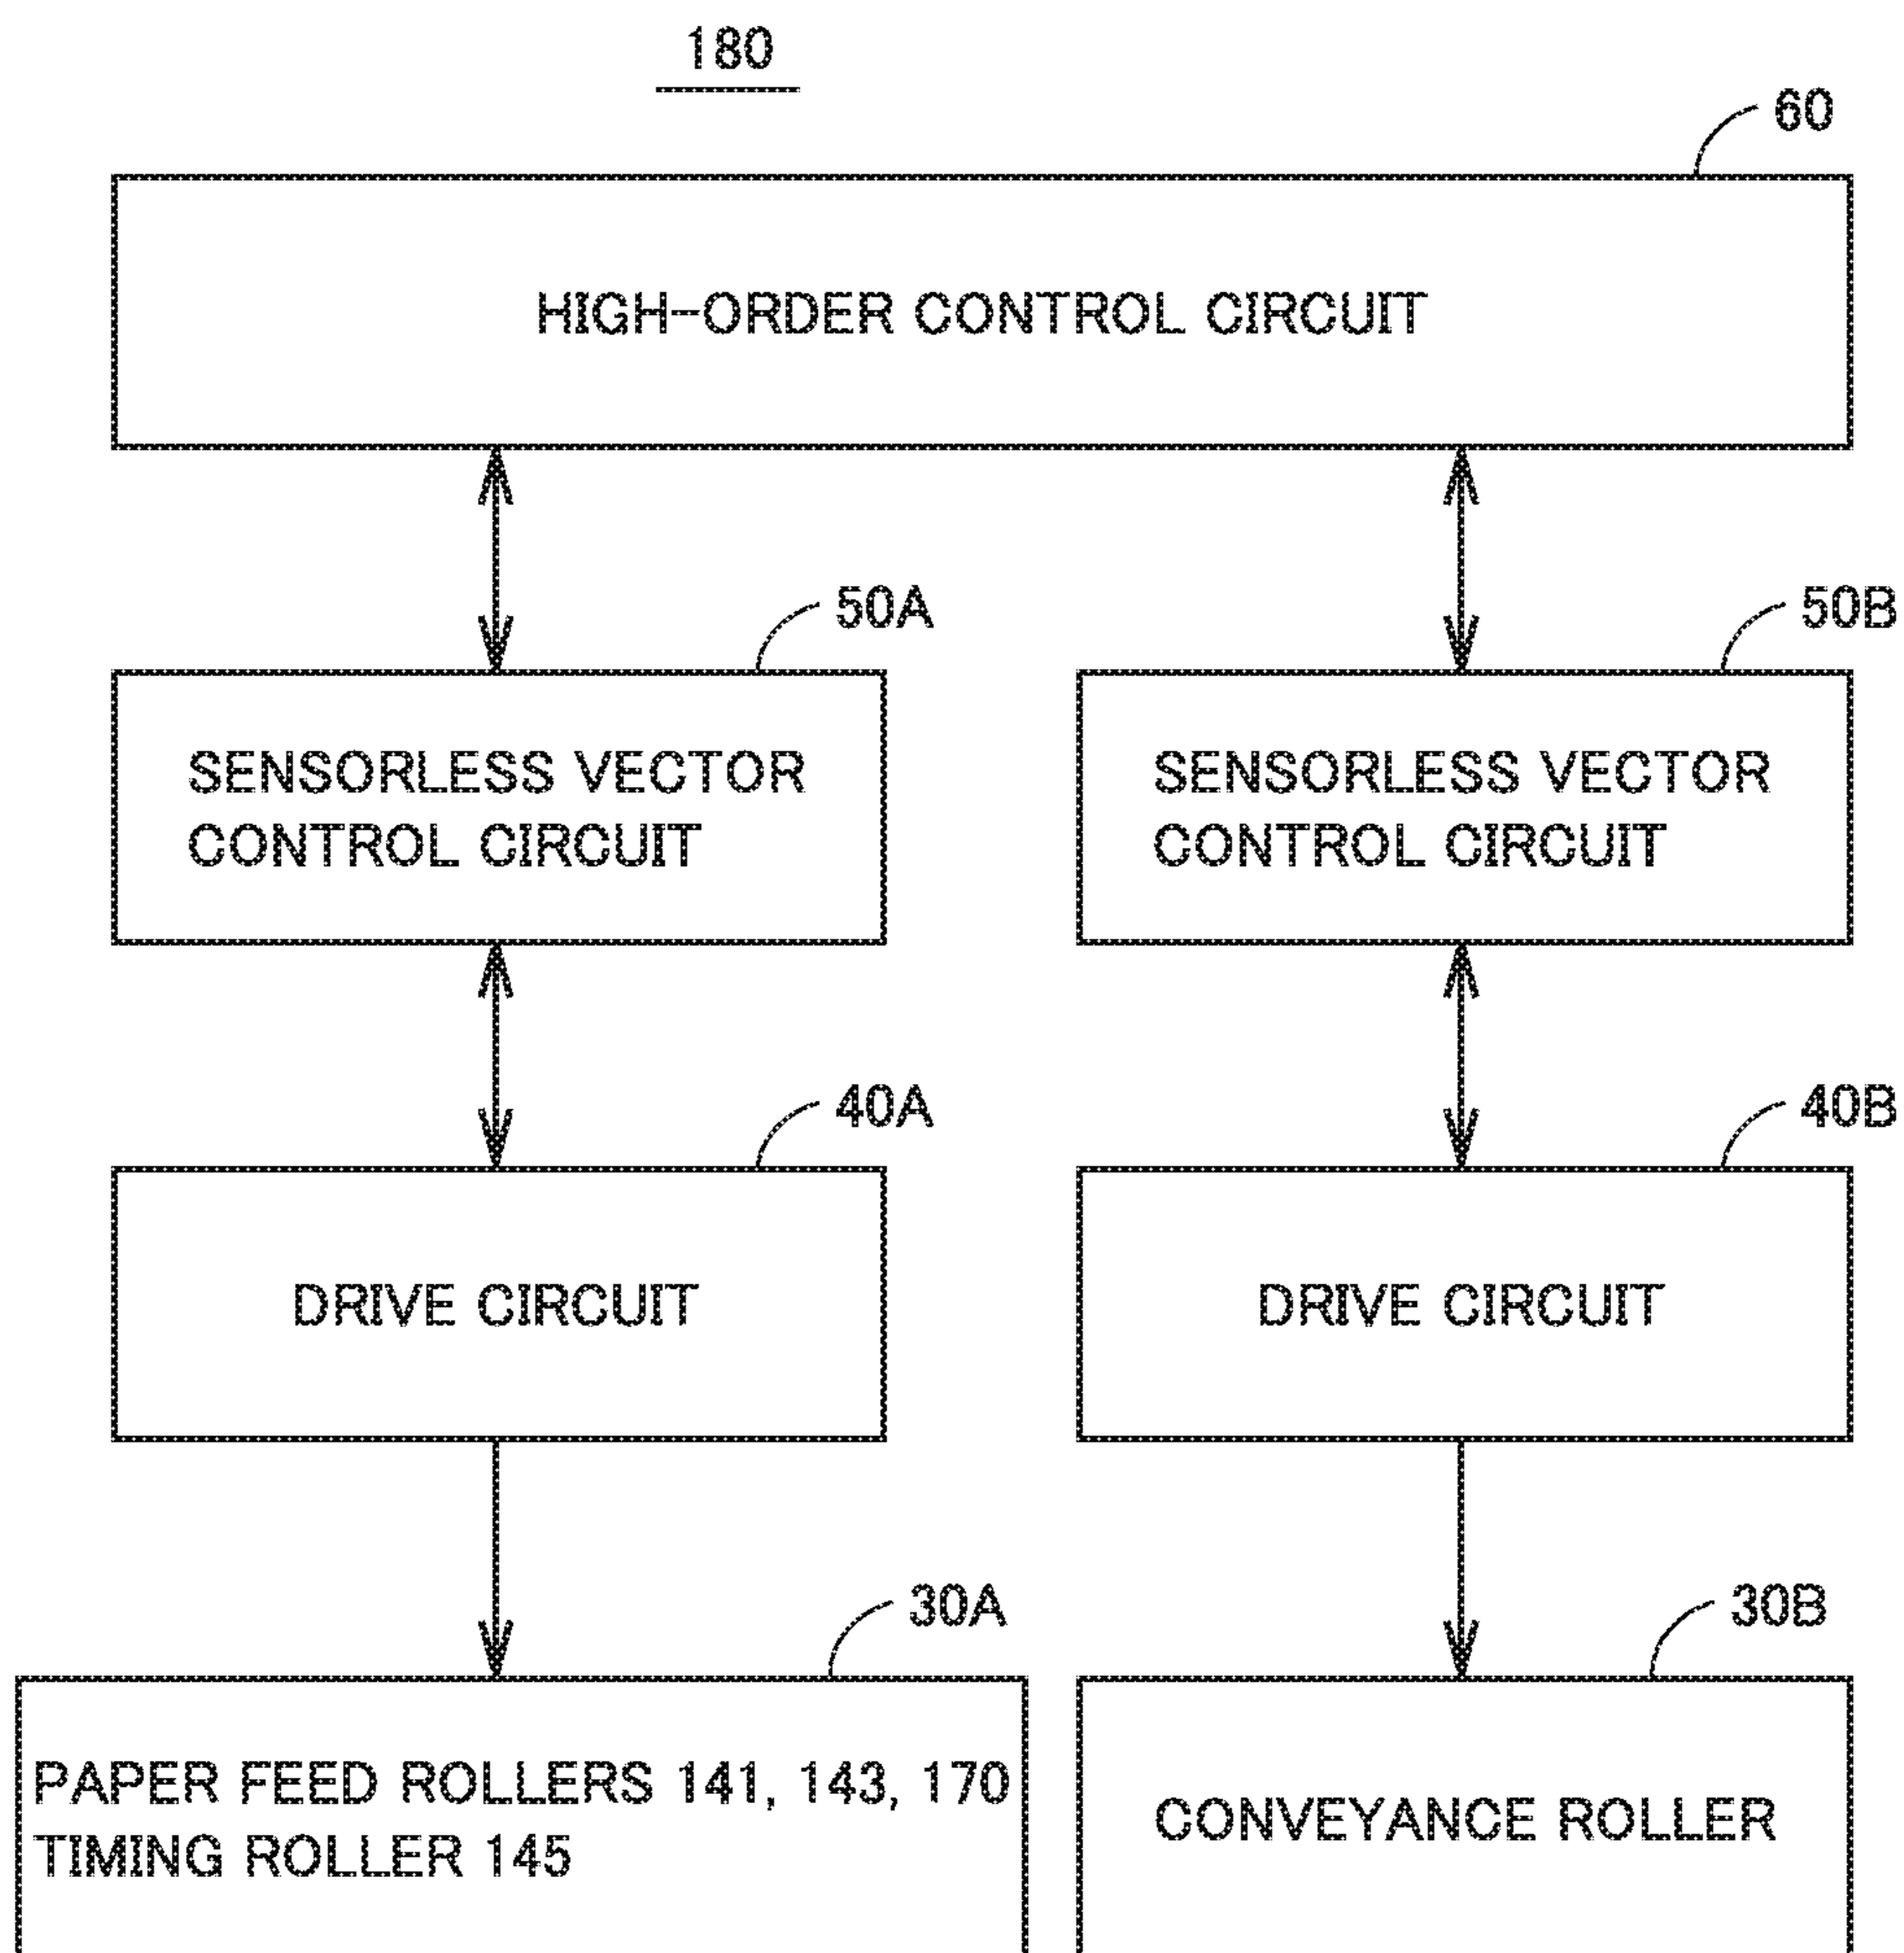 180
60
HIGH-ORDER CONTROL CIRCUIT
50A
50B
SENSORLESS VECTOR
CONTROL CIRCUIT
SENSORLESS VECTOR
CONTROL CIRCUIT
40A
40B
DRIVE CIRCUIT
DRIVE CIRCUIT
30A
30B
PAPER FEED ROLLERS 141, 143, 170
TIMING ROLLER 145
CONVEYANCE ROLLER